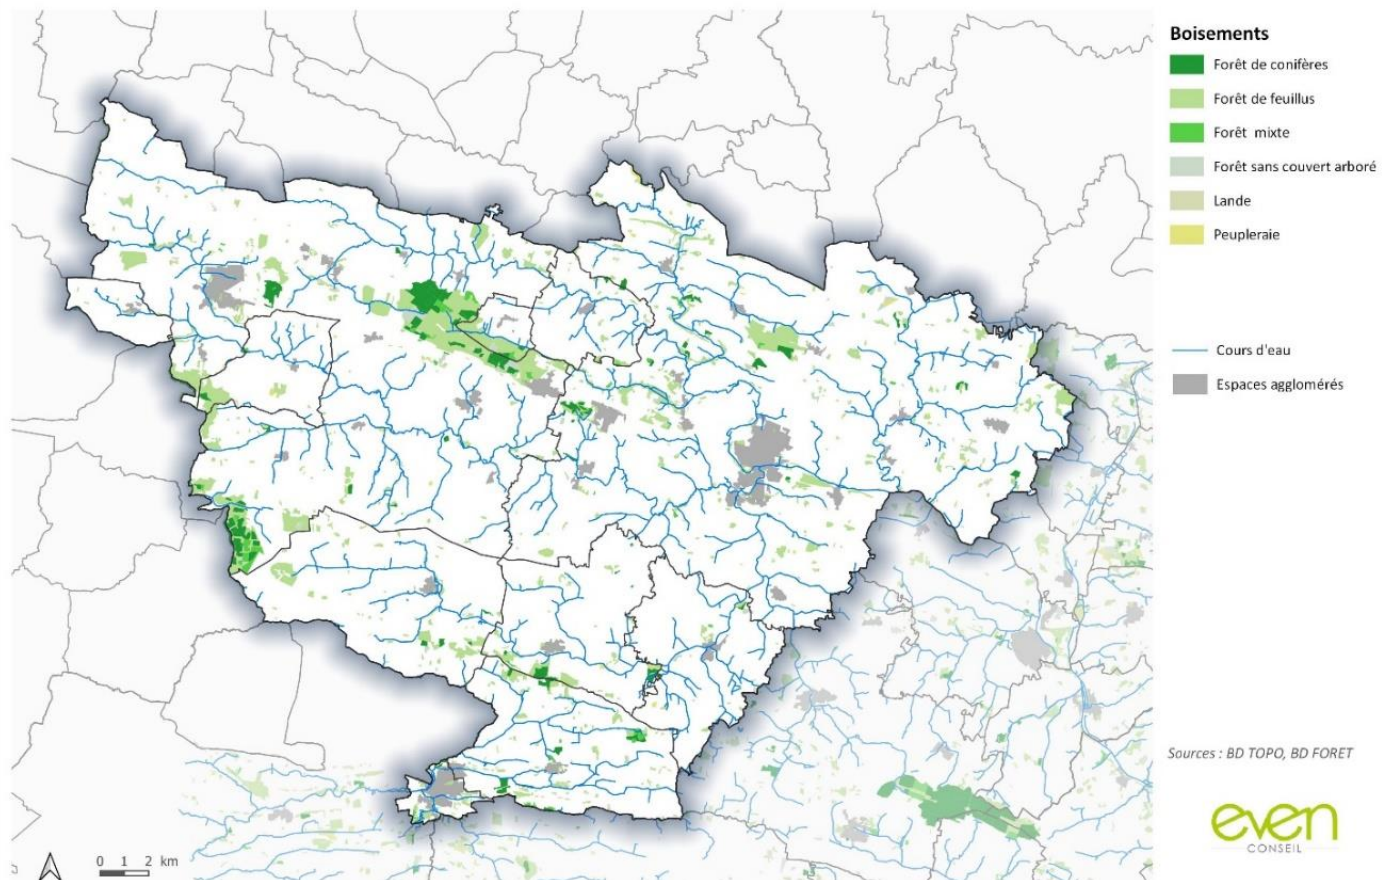 Boisements
Forêt de conifères
Forêt de feuillus
Forêt mixte
Forêt sans couvert arboré
Lande
Peupleraie
Cours d'eau
Espaces agglomérés
Sources : BD TOPO, BD FORET
even
CONSEIL
0 1 2 km